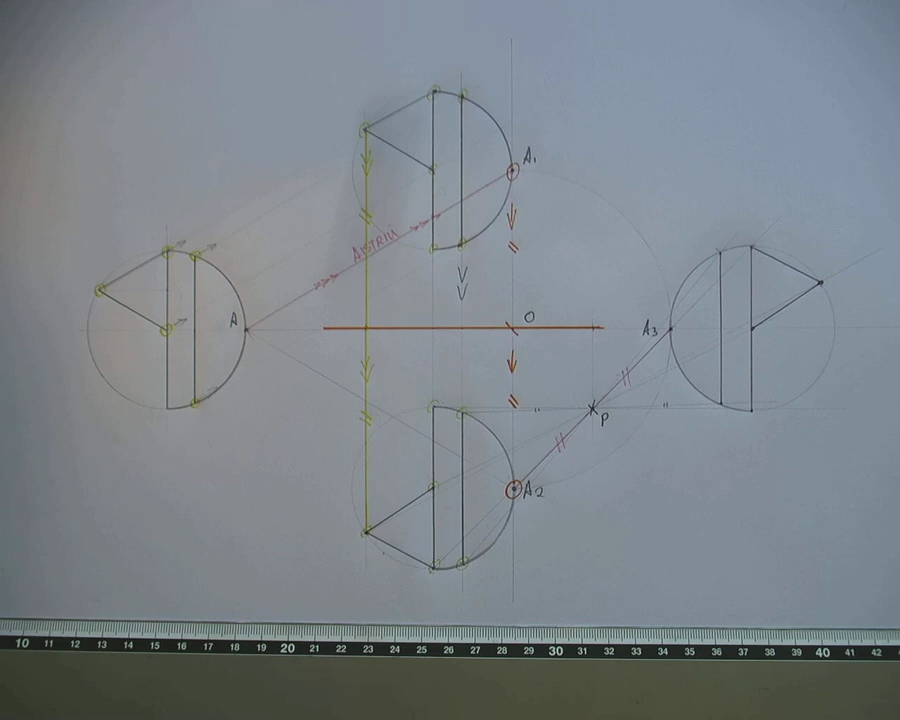 A₁
AISTRIÚ
A
O
A₃
P
A₂
10 11 12 13 14 15 16 17 18 19 20 21 22 23 24 25 26 27 28 29 30 31 32 33 34 35 36 37 38 39 40 41 42